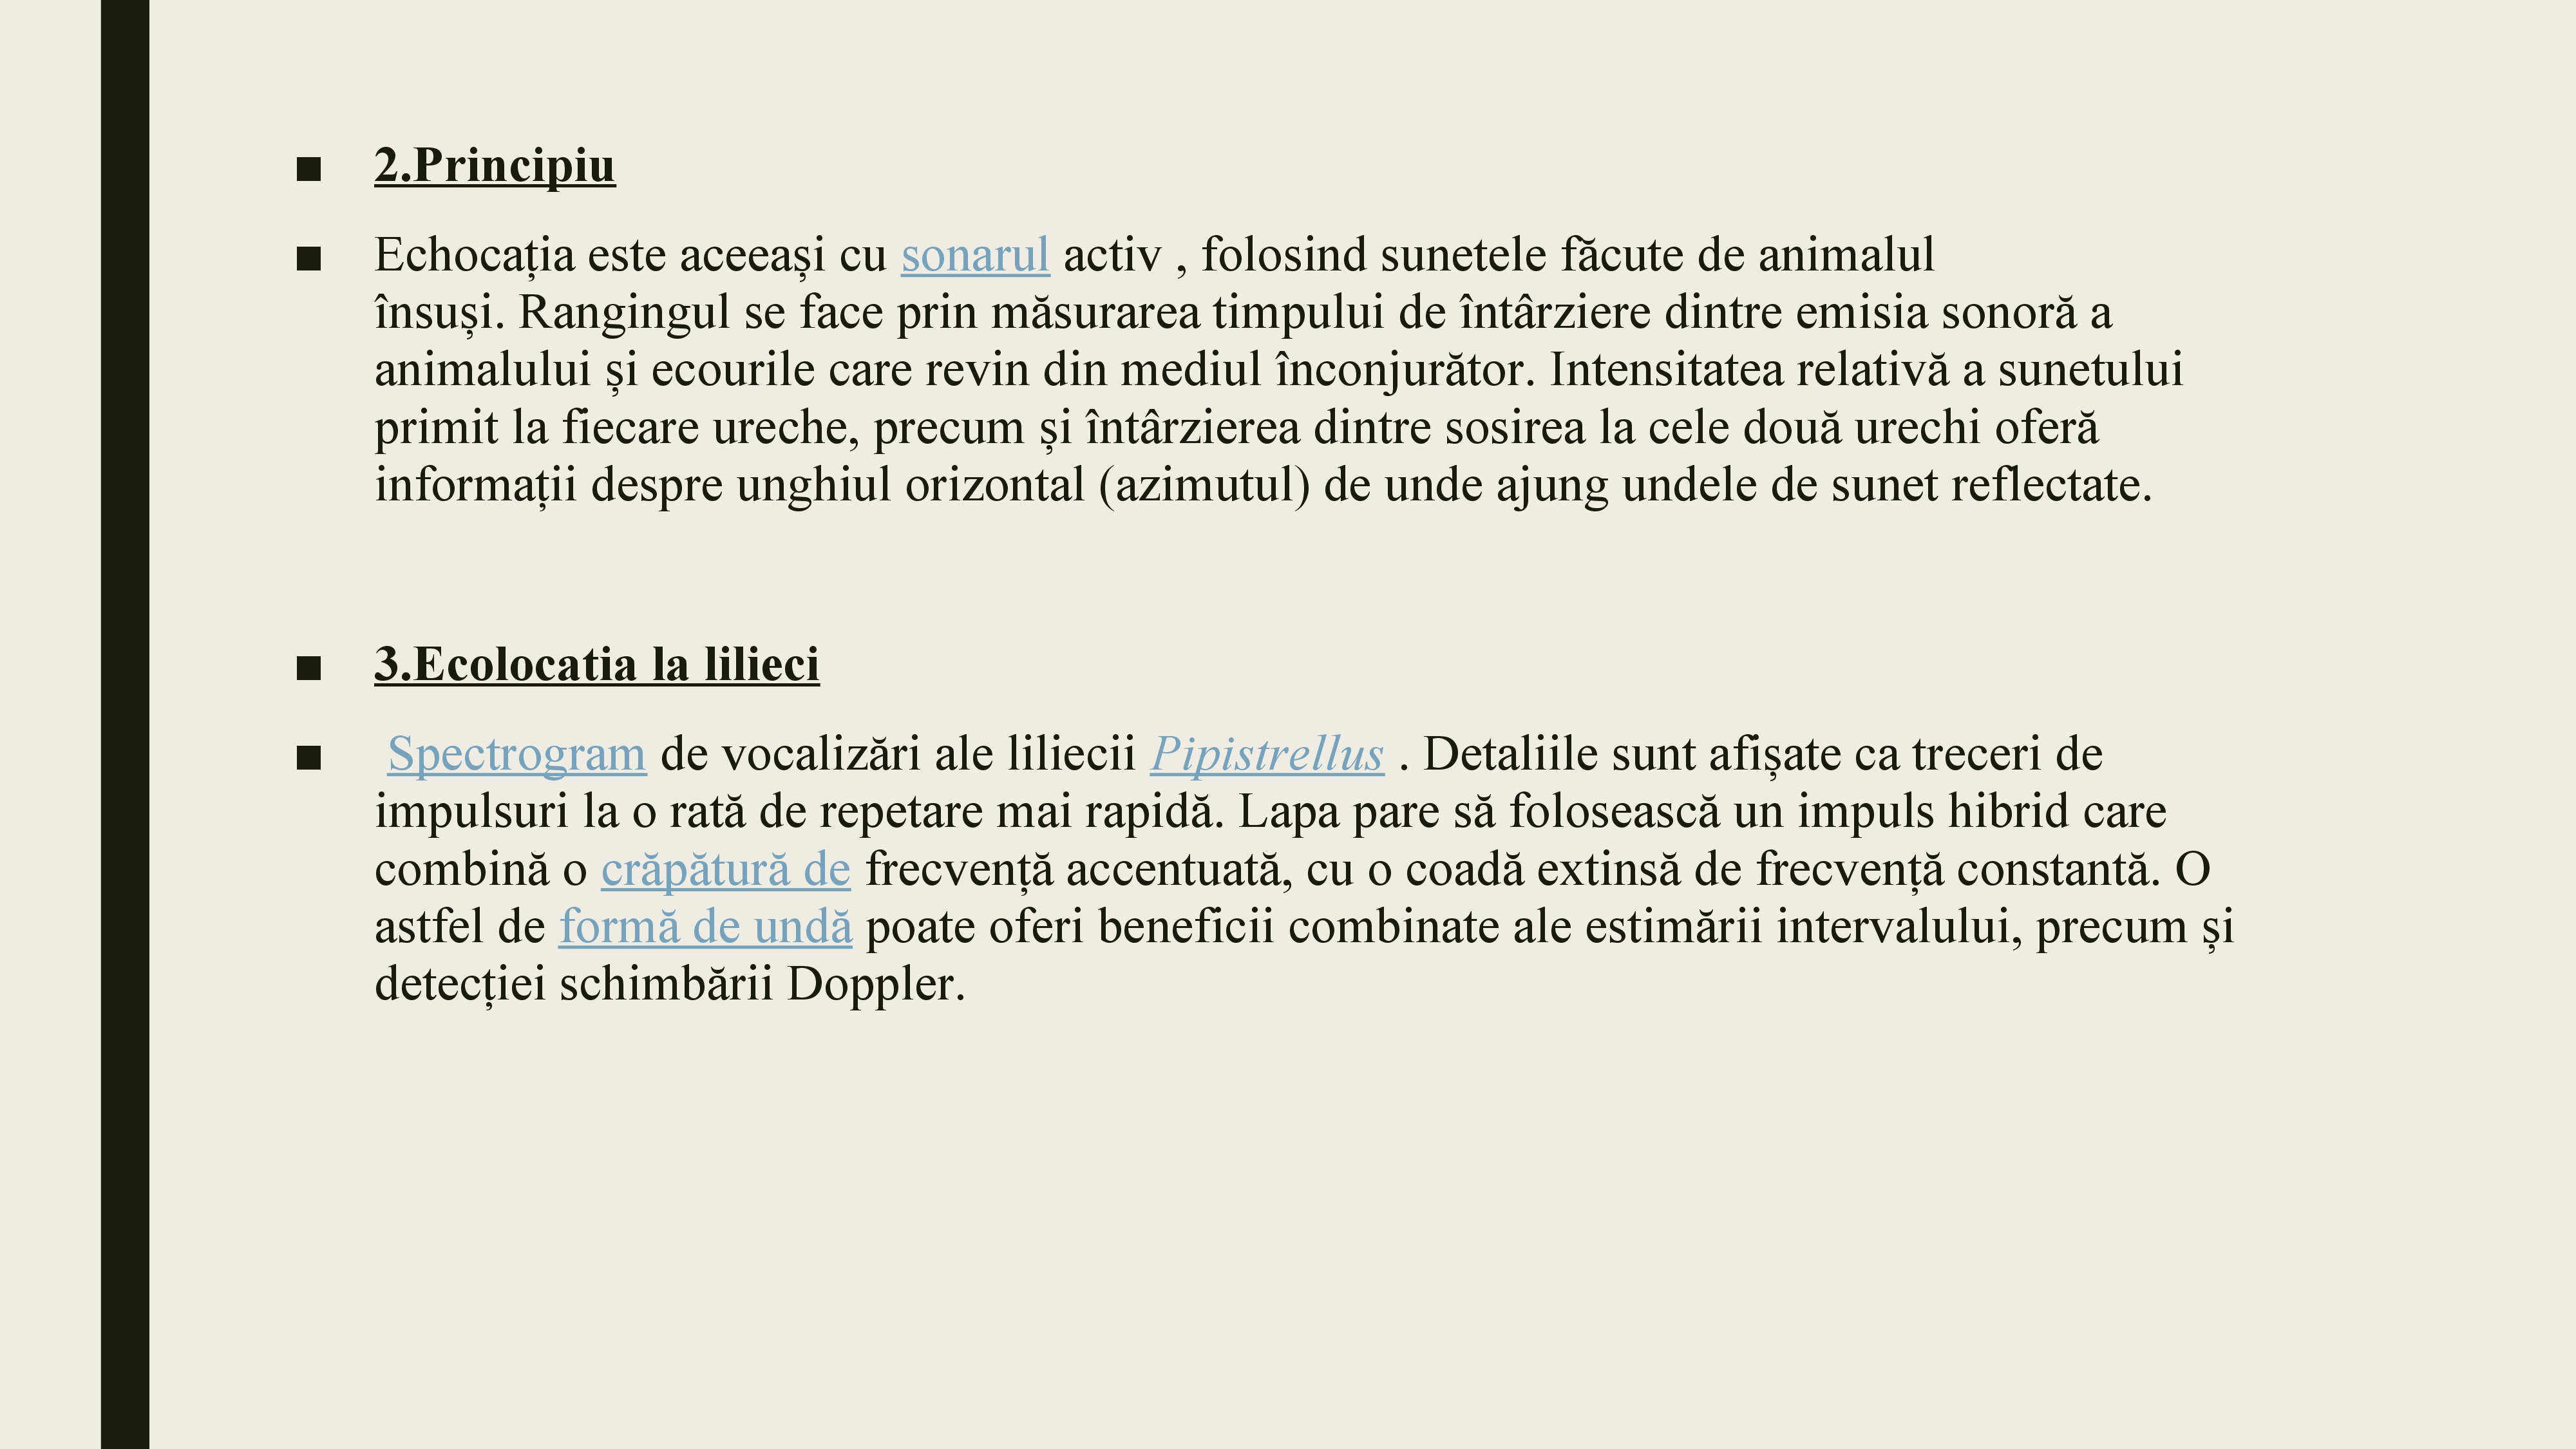 ■ 2.Principiu
■ Echocația este aceeași cu sonarul activ , folosind sunetele făcute de animalul
însuși. Rangingul se face prin măsurarea timpului de întârziere dintre emisia sonoră a
animalului și ecourile care revin din mediul înconjurător. Intensitatea relativă a sunetului
primit la fiecare ureche, precum și întârzierea dintre sosirea la cele două urechi oferă
informații despre unghiul orizontal (azimutul) de unde ajung undele de sunet reflectate.
■ 3.Ecolocatia la lilieci
■ Spectrogram de vocalizări ale liliecii Pipistrellus . Detaliile sunt afișate ca treceri de
impulsuri la o rată de repetare mai rapidă. Lapa pare să folosească un impuls hibrid care
combină o crăpătură de frecvență accentuată, cu o coadă extinsă de frecvență constantă. O
astfel de formă de undă poate oferi beneficii combinate ale estimării intervalului, precum și
detecției schimbării Doppler.